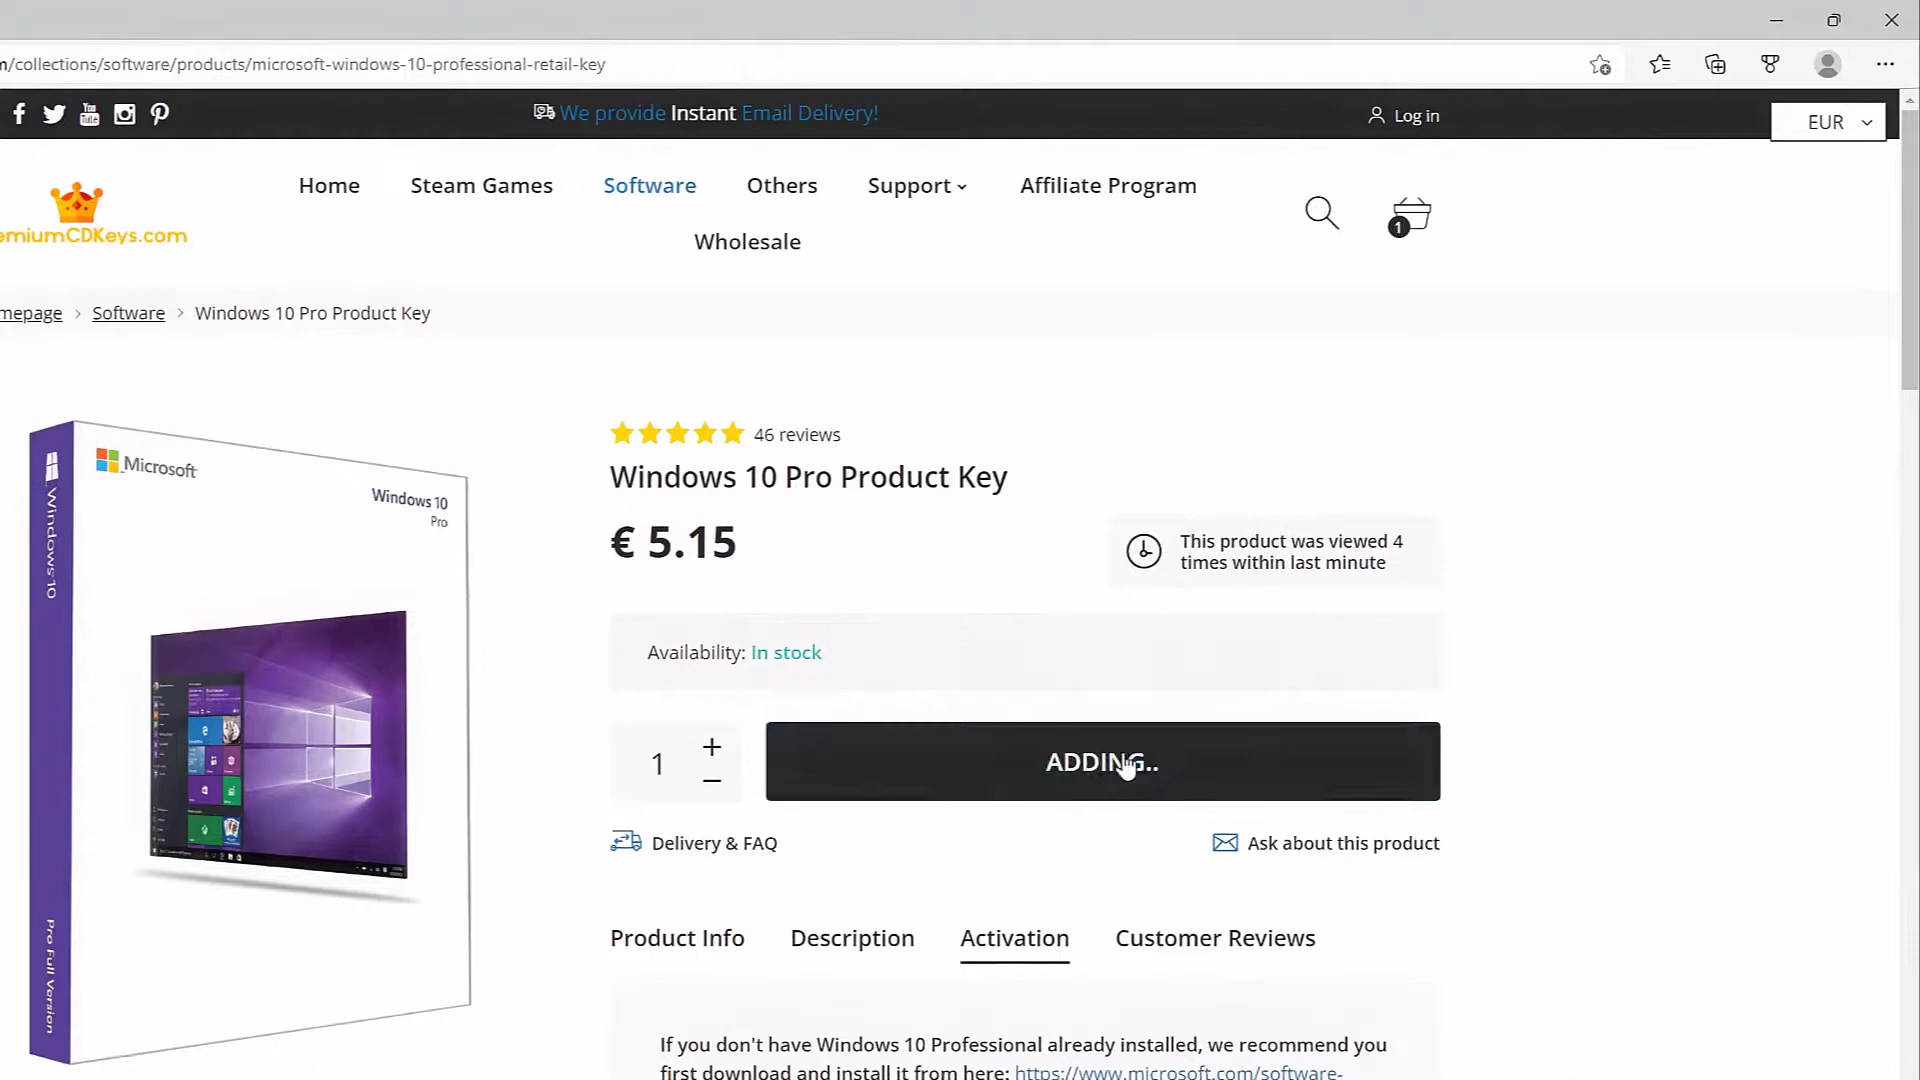 m/collections/software/products/microsoft-windows-10-professional-retail-key
You Tube
We provide Instant Email Delivery!
Log in
EUR
Home
Steam Games
Software
Others
Support
Affiliate Program
emiumCDKeys.com
1
Wholesale
mepage > Software > Windows 10 Pro Product Key
46 reviews
Windows 10 Pro Product Key
€ 5.15
This product was viewed 4
times within last minute
Availability: In stock
1
+
−
ADDING..
Delivery & FAQ
Ask about this product
Product Info
Description
Activation
Customer Reviews
If you don't have Windows 10 Professional already installed, we recommend you
first download and install it from here: https://www.microsoft.com/software-
Microsoft
Windows 10
Pro
Windows 10
Pro Full Version